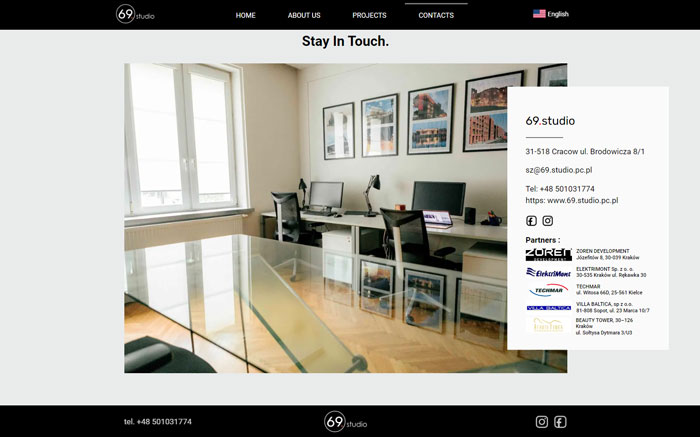 69 studio
HOME
ABOUT US
PROJECTS
CONTACTS
English
Stay In Touch.
69.studio
31-518 Cracow ul. Brodowicza 8/1
sz@69.studio.pc.pl
Tel: +48 501031774
https: www.69.studio.pc.pl
Partners :
ZOREN DEVELOPMENT
ZOREN DEVELOPMENT
Józefitów 8, 30-039 Kraków
ElektriMont
ELEKTRIMONT Sp. z o. o.
30-535 Kraków ul. Rękawka 30
TECHMAR
TECHMAR
ul. Witosa 66D, 25-561 Kielce
VILLA BALTICA
VILLA BALTICA, sp z o.o.
81-808 Sopot, ul. 23 Marca 10/7
BEAUTY TOWER, 30-126
Kraków
ul. Sołtysa Dytmara 3/U3
tel. +48 501031774
69 studio